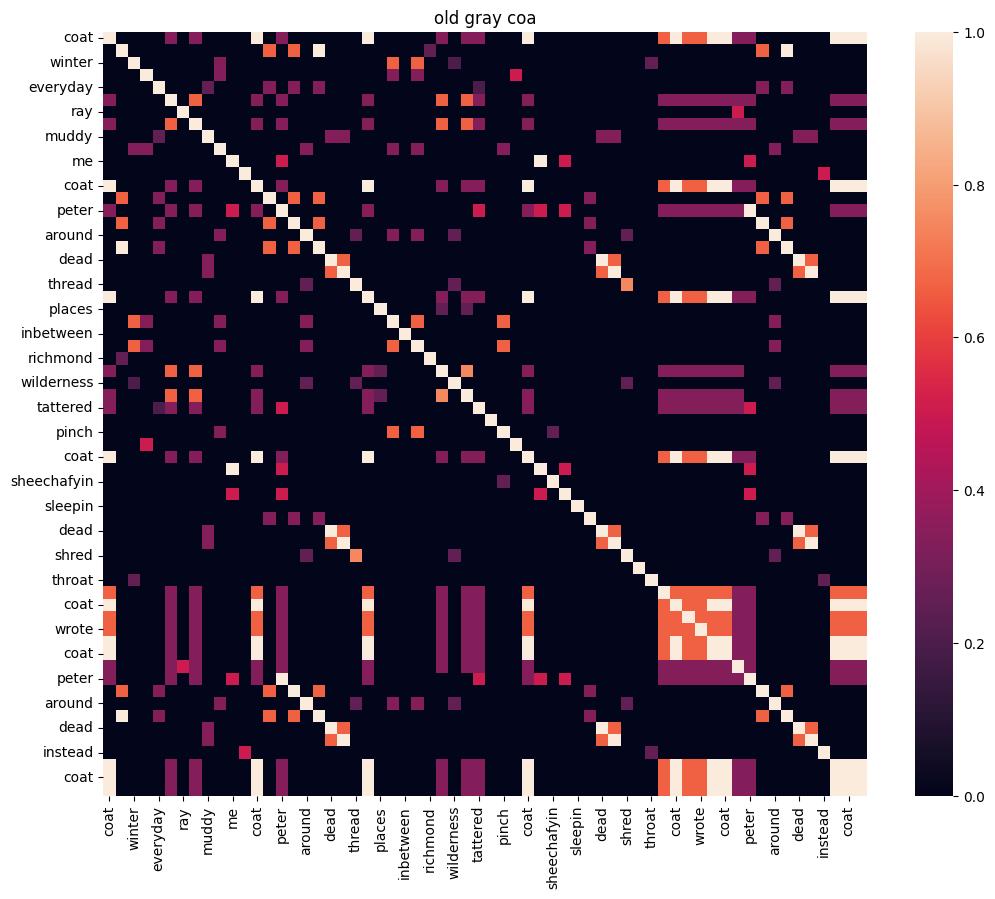 old gray coa
coat
winter
everyday
ray
muddy
me
coat
peter
around
dead
thread
places
inbetween
richmond
wilderness
tattered
pinch
coat
sheechafyin
sleepin
dead
shred
throat
coat
wrote
coat
peter
around
dead
instead
coat
1.0
0.8
0.6
0.4
0.2
0.0
coat
winter
everyday
ray
muddy
me
coat
peter
around
dead
thread
places
inbetween
richmond
wilderness
tattered
pinch
coat
sheechafyin
sleepin
dead
shred
throat
coat
wrote
coat
peter
around
dead
instead
coat